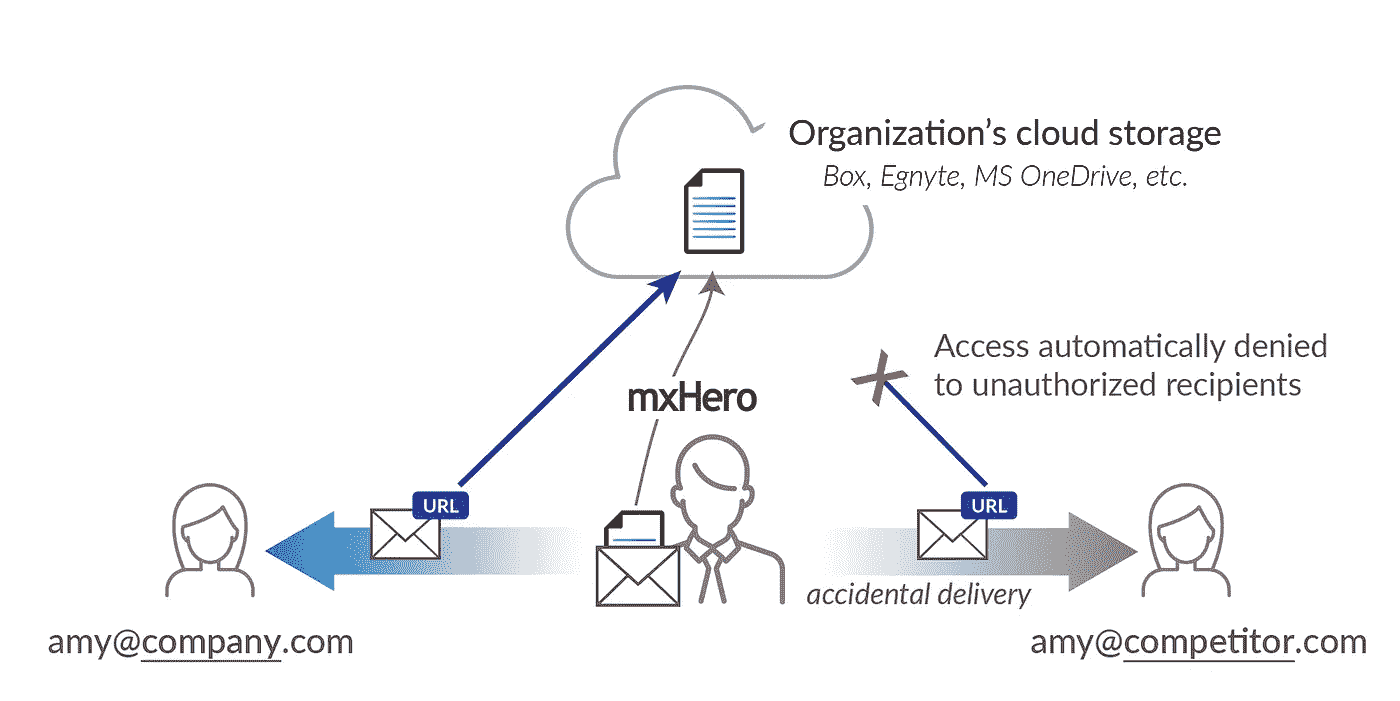 Organization's cloud storage
Box, Egnyte, MS OneDrive, etc.
Access automatically denied
to unauthorized recipients
mxHero
URL
URL
accidental delivery
amy@company.com
amy@competitor.com